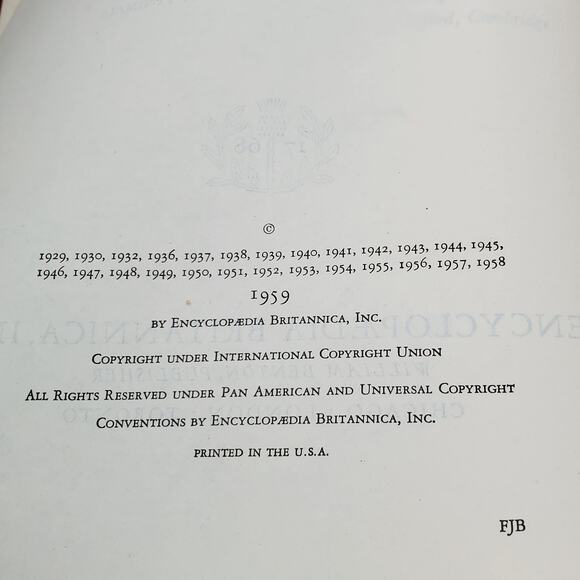 ©
1929, 1930, 1932, 1936, 1937, 1938, 1939, 1940, 1941, 1942, 1943, 1944, 1945,
1946, 1947, 1948, 1949, 1950, 1951, 1952, 1953, 1954, 1955, 1956, 1957, 1958
1959
BY ENCYCLOPÆDIA BRITANNICA, INC.
COPYRIGHT UNDER INTERNATIONAL COPYRIGHT UNION
ALL RIGHTS RESERVED UNDER PAN AMERICAN AND UNIVERSAL COPYRIGHT
CONVENTIONS BY ENCYCLOPÆDIA BRITANNICA, INC.
PRINTED IN THE U.S.A.
FJB